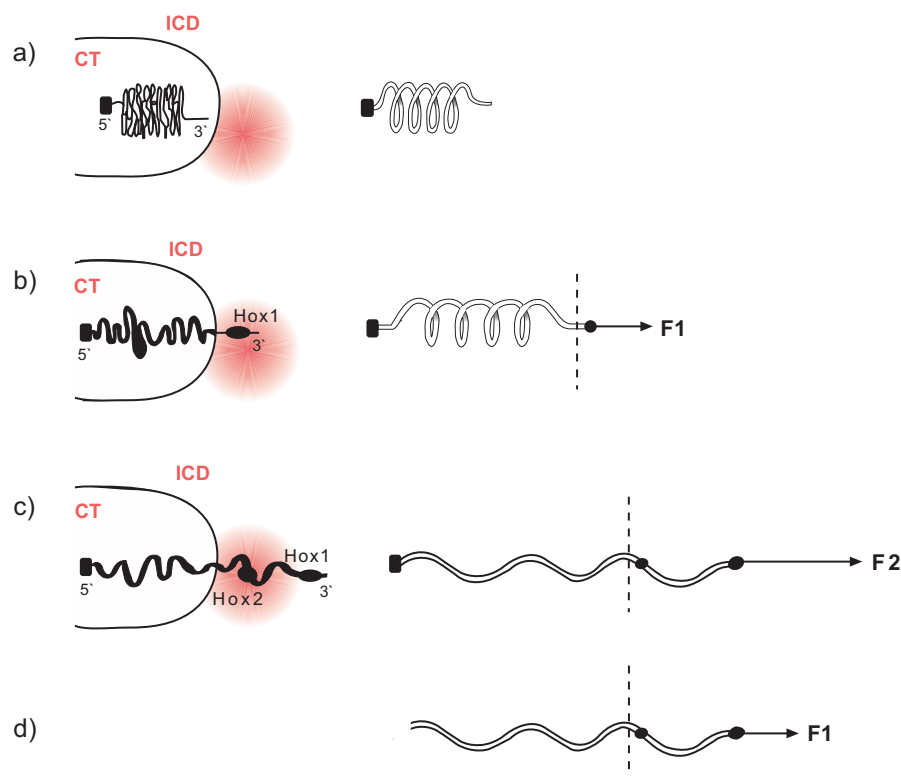 ICD
a)
CT
5`
3`
ICD
b)
CT
Hox1
5`
3`
F1
ICD
c)
CT
Hox1
5`
Hox2
3`
F2
d)
F1